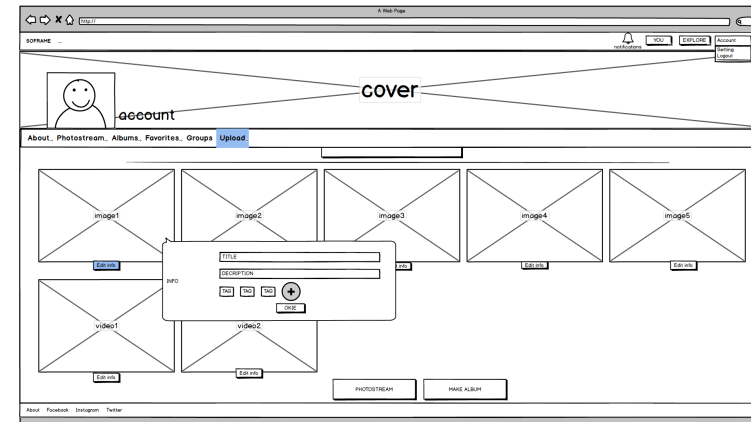 A Web Page
http://
SOFRAME ...
notifications
YOU
EXPLORE
Account
Setting
Logout
cover
account
About_ Photostream_ Albums_ Favorites_ Groups Upload_
image1
image2
image3
image4
image5
Edit info
info
Edit info
Edit info
TITLE
DECRIPTION
INFO
TAG TAG TAG
OKIE
video1
video2
Edit info
Edit info
PHOTOSTREAM
MAKE ALBUM
About Facebook Instagram Twitter